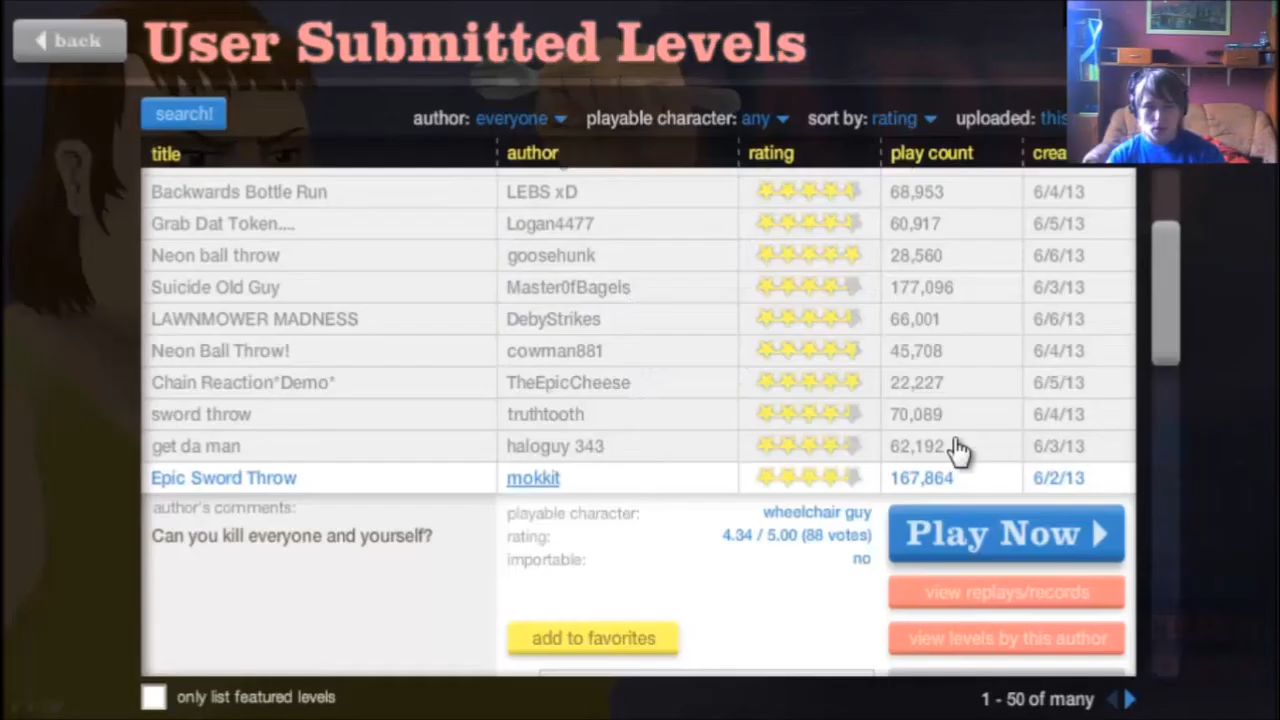 back
User Submitted Levels
search!
author: everyone playable character: any sort by: rating uploaded: this
title author rating play count crea
Backwards Bottle Run LEBS xD 68,953 6/4/13
Grab Dat Token.... Logan4477 60,917 6/5/13
Neon ball throw goosehunk 28,560 6/6/13
Suicide Old Guy Master0fBagels 177,096 6/3/13
LAWNMOWER MADNESS DebyStrikes 66,001 6/6/13
Neon Ball Throw! cowman881 45,708 6/4/13
Chain Reaction*Demo* TheEpicCheese 22,227 6/5/13
sword throw truthtooth 70,089 6/4/13
get da man haloguy 343 62,192 6/3/13
Epic Sword Throw mokkit 167,864 6/2/13
author's comments:
Can you kill everyone and yourself?
playable character: wheelchair guy
rating: 4.34 / 5.00 (88 votes)
importable: no
add to favorites
Play Now
view replays/records
view levels by this author
only list featured levels
1 - 50 of many